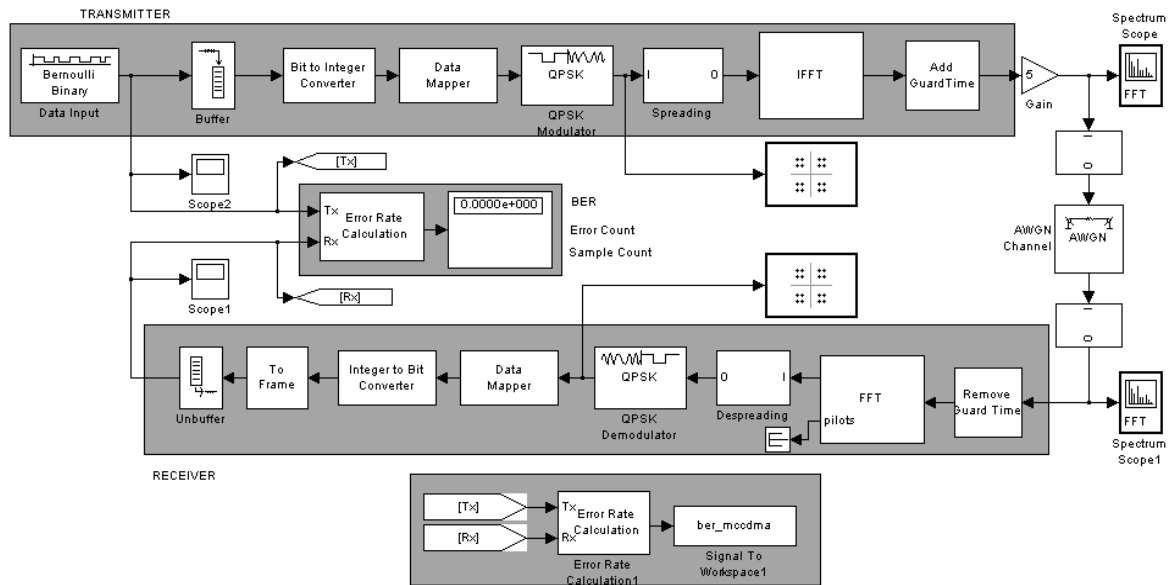 TRANSMITTER
Spectrum
Scope
Bernoulli
Binary
Data Input
Buffer
Bit to Integer
Converter
Data
Mapper
QPSK
QPSK
Modulator
I
O
Spreading
IFFT
Add
GuardTime
5
Gain
FFT
I
O
Scope2
[Tx]
Tx
Rx
Error Rate
Calculation
0.0000e+000
BER
Error Count
Sample Count
AWGN
Channel
AWGN
Scope1
[Rx]
I
O
Unbuffer
To
Frame
Integer to Bit
Converter
Data
Mapper
QPSK
QPSK
Demodulator
O
I
Despreading
FFT
pilots
Remove
Guard Time
FFT
Spectrum
Scope1
RECEIVER
[Tx]
[Rx]
Tx
Rx
Error Rate
Calculation
Error Rate
Calculation1
ber_mccdma
Signal To
Workspace1